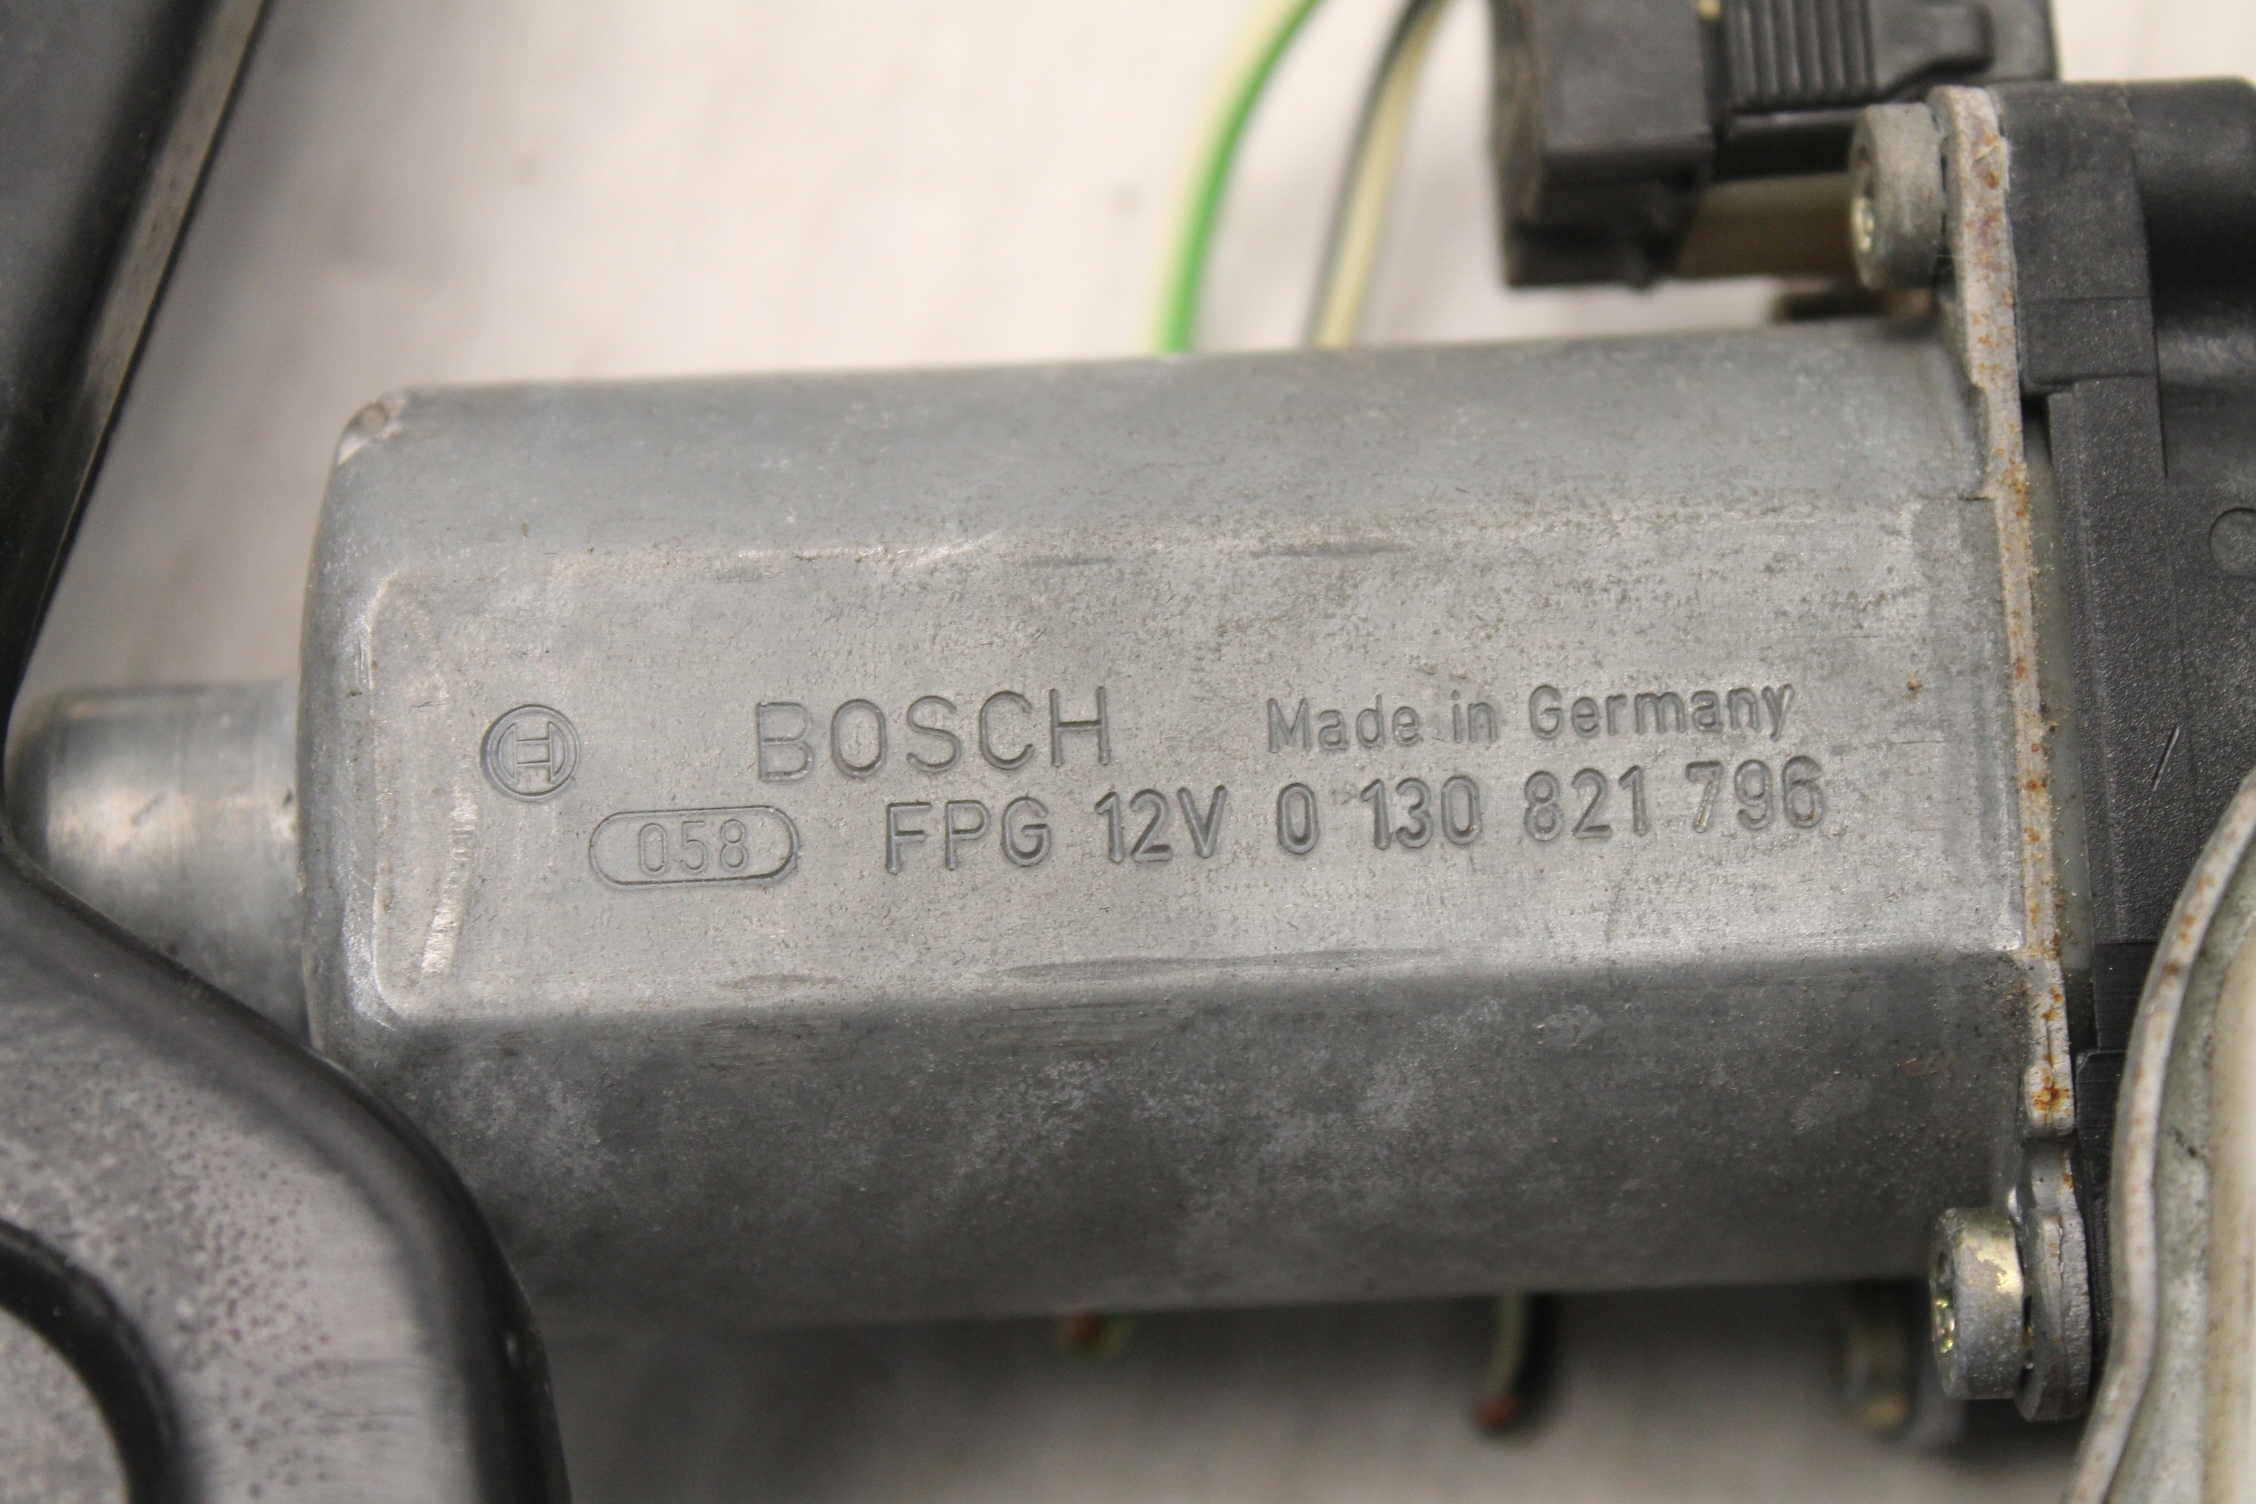 BOSCH Made in Germany
058 FPG 12V 0 130 821 796